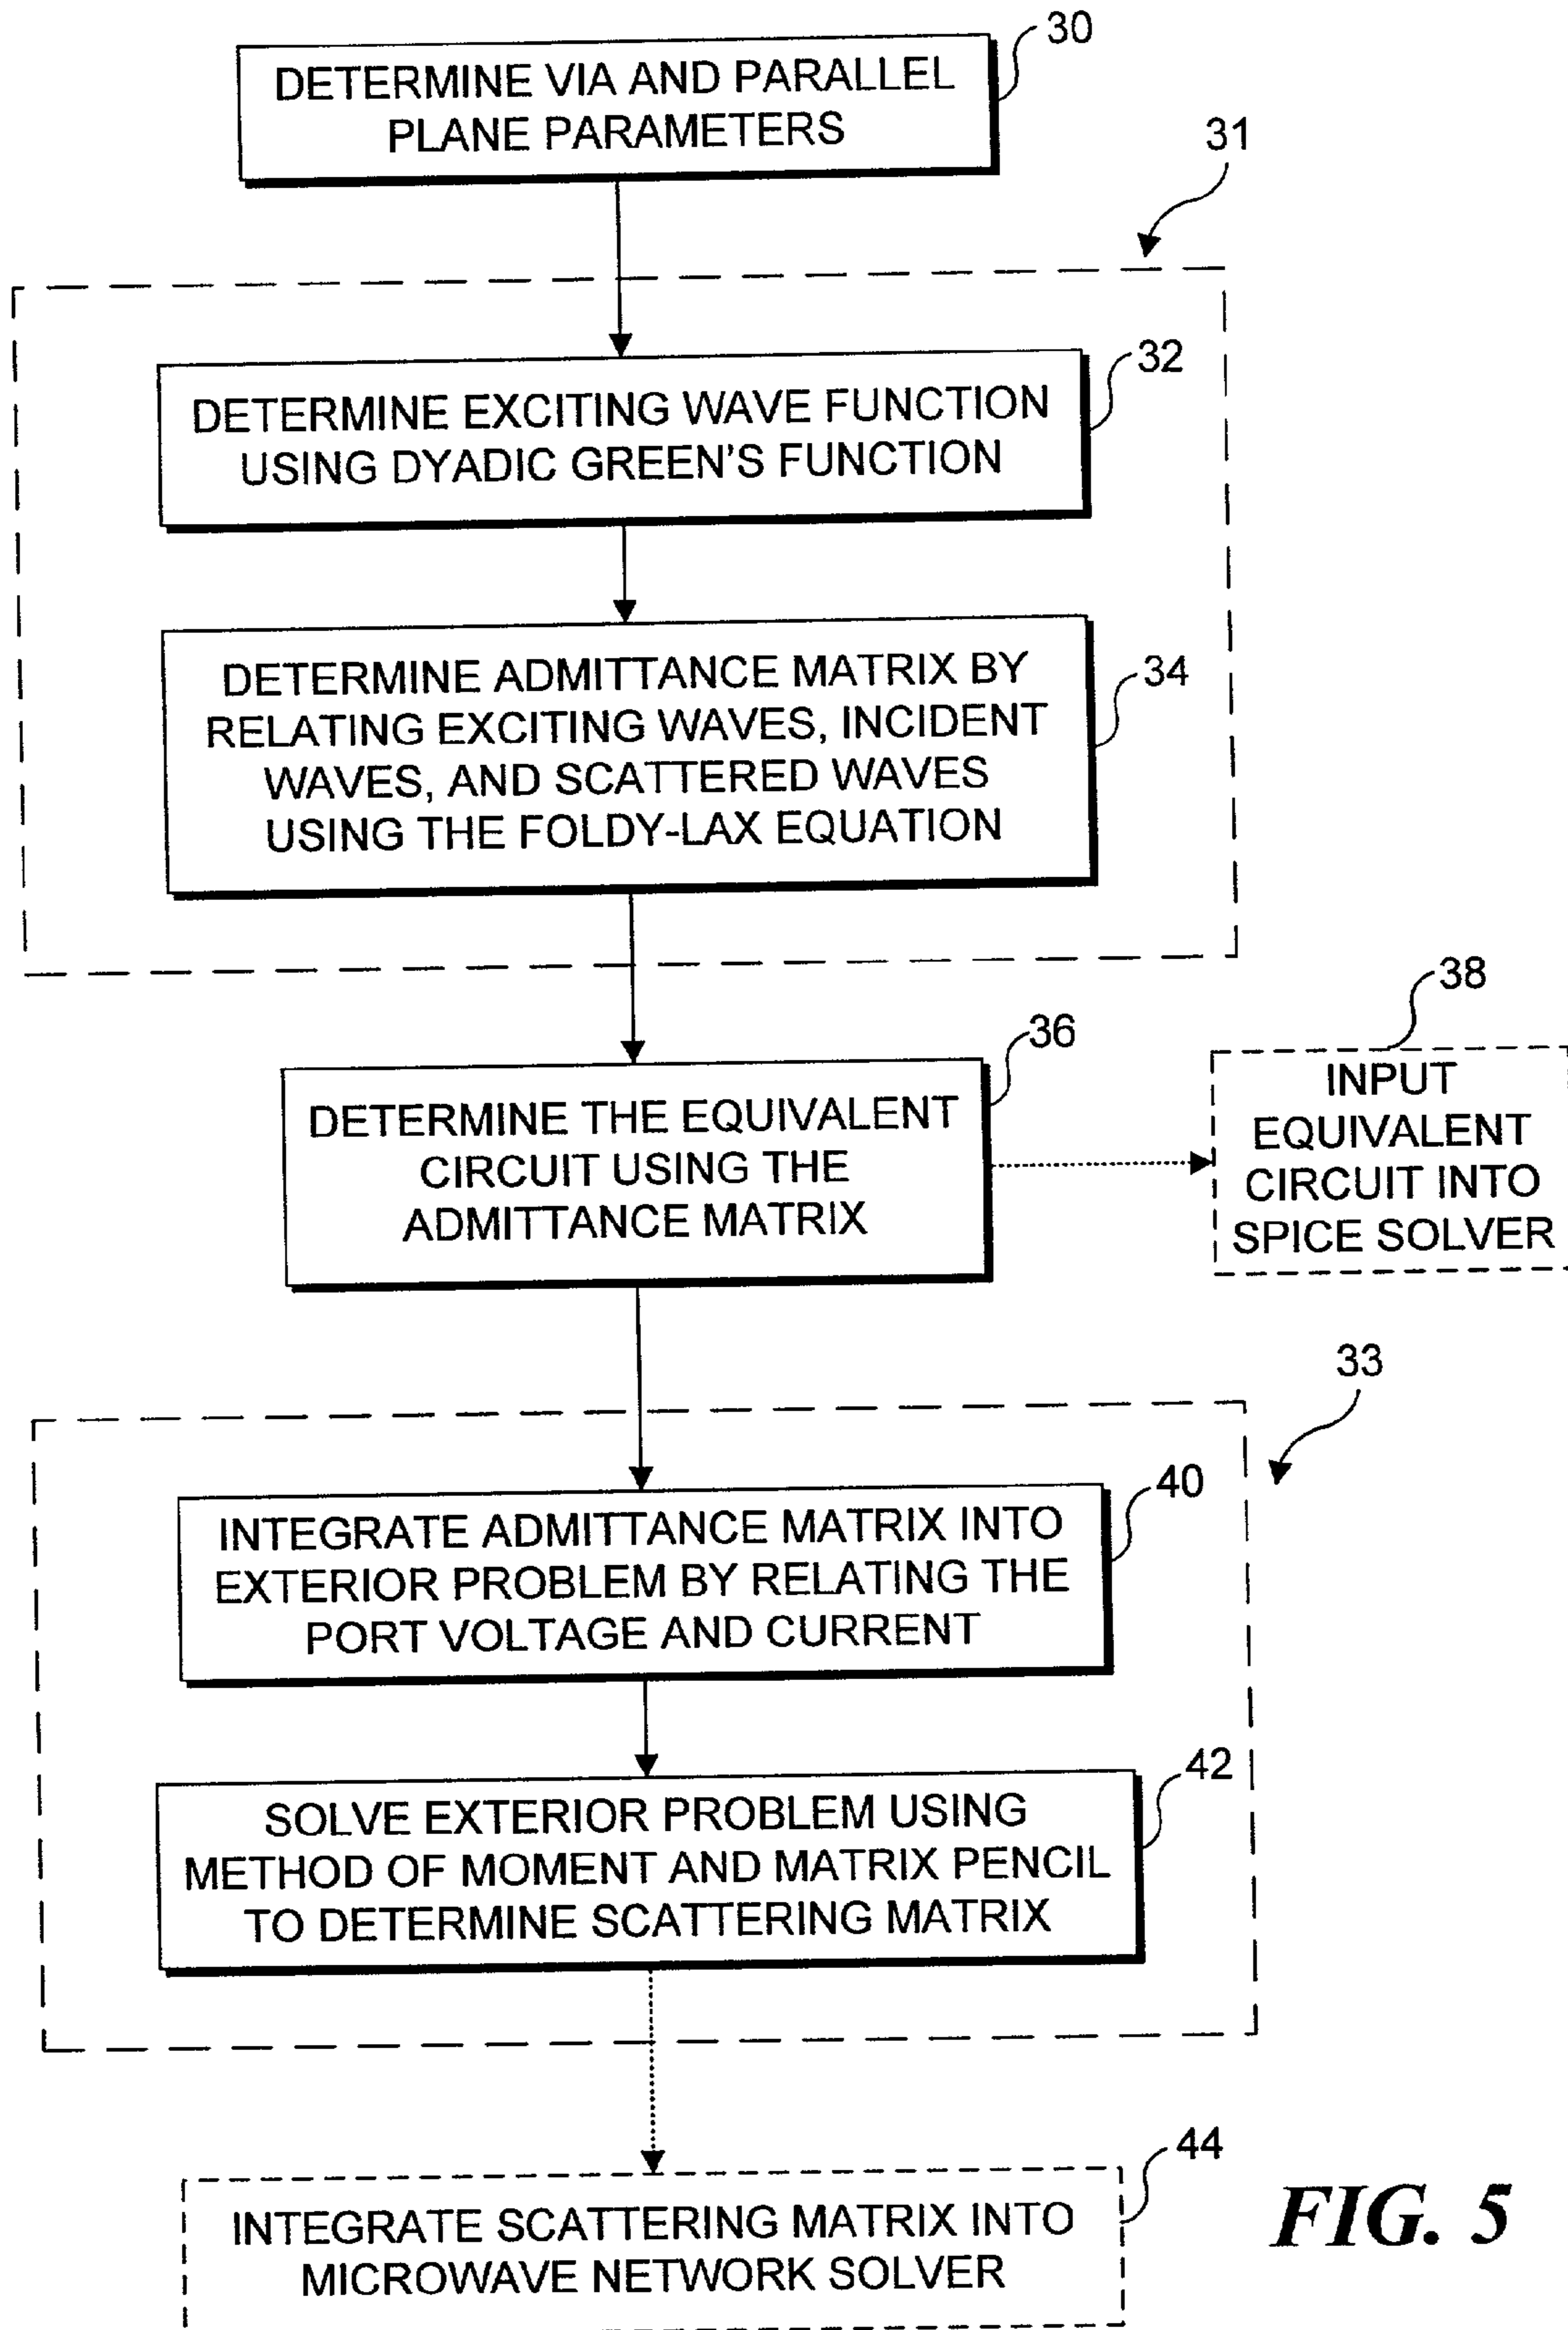 30
DETERMINE VIA AND PARALLEL
PLANE PARAMETERS
31
32
DETERMINE EXCITING WAVE FUNCTION
USING DYADIC GREEN'S FUNCTION
34
DETERMINE ADMITTANCE MATRIX BY
RELATING EXCITING WAVES, INCIDENT
WAVES, AND SCATTERED WAVES
USING THE FOLDY-LAX EQUATION
36
DETERMINE THE EQUIVALENT
CIRCUIT USING THE
ADMITTANCE MATRIX
38
INPUT
EQUIVALENT
CIRCUIT INTO
SPICE SOLVER
33
40
INTEGRATE ADMITTANCE MATRIX INTO
EXTERIOR PROBLEM BY RELATING THE
PORT VOLTAGE AND CURRENT
42
SOLVE EXTERIOR PROBLEM USING
METHOD OF MOMENT AND MATRIX PENCIL
TO DETERMINE SCATTERING MATRIX
44
INTEGRATE SCATTERING MATRIX INTO
MICROWAVE NETWORK SOLVER
FIG. 5